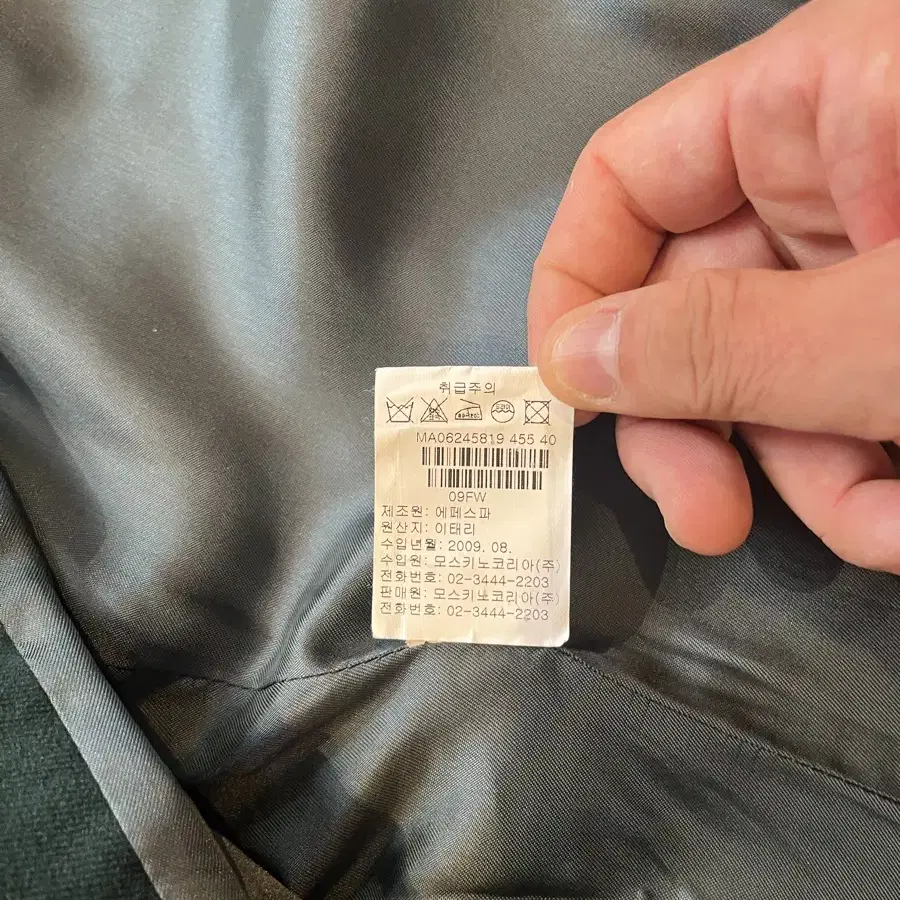 취급주의
MA06245819 455 40
09FW
제조원: 에페스파
원산지: 이태리
수입년월: 2009. 08.
수입원: 모스키노코리아(주)
전화번호: 02-3444-2203
판매원: 모스키노코리아(주)
전화번호: 02-3444-2203